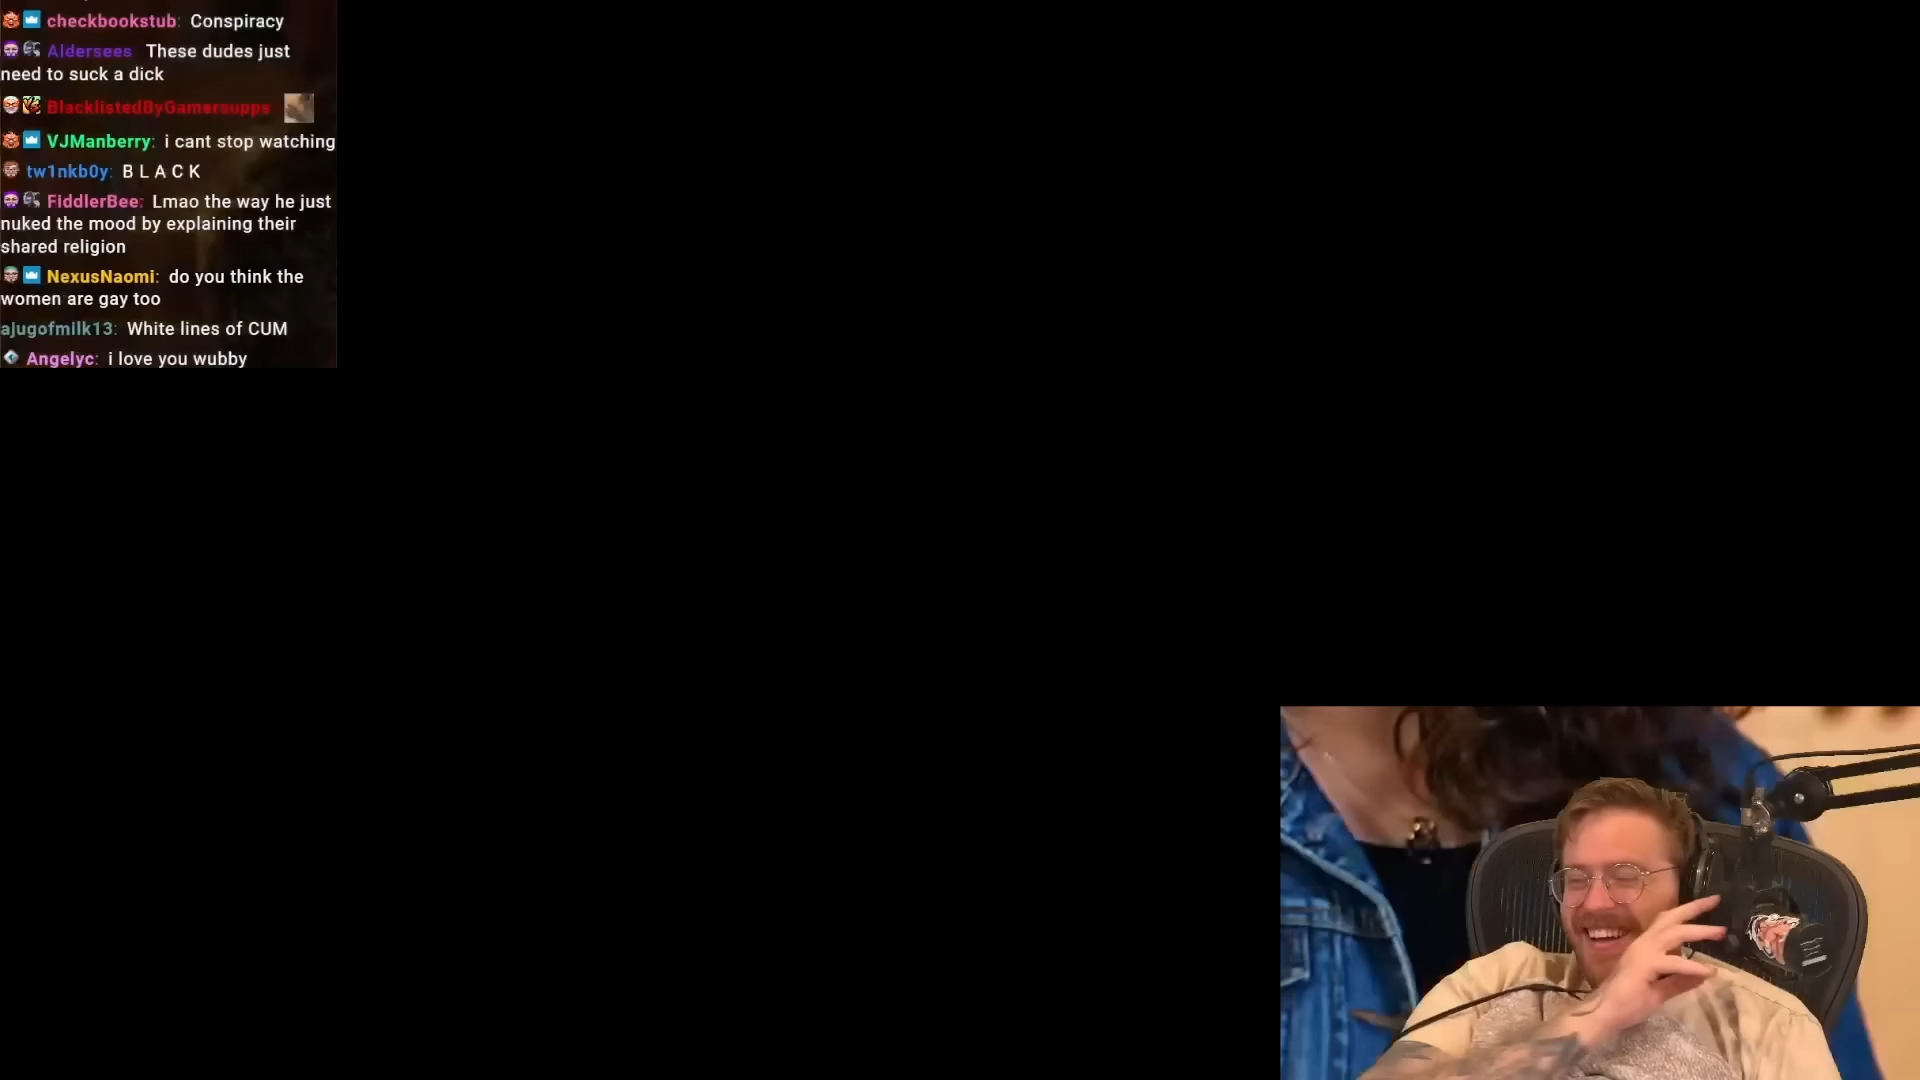 checkbookstub: Conspiracy
Aldersees These dudes just
need to suck a dick
BlacklistedByGamersupps
VJManberry: i cant stop watching
tw1nkb0y: B L A C K
FiddlerBee: Lmao the way he just
nuked the mood by explaining their
shared religion
NexusNaomi: do you think the
women are gay too
ajugofmilk13: White lines of CUM
Angelyc: i love you wubby